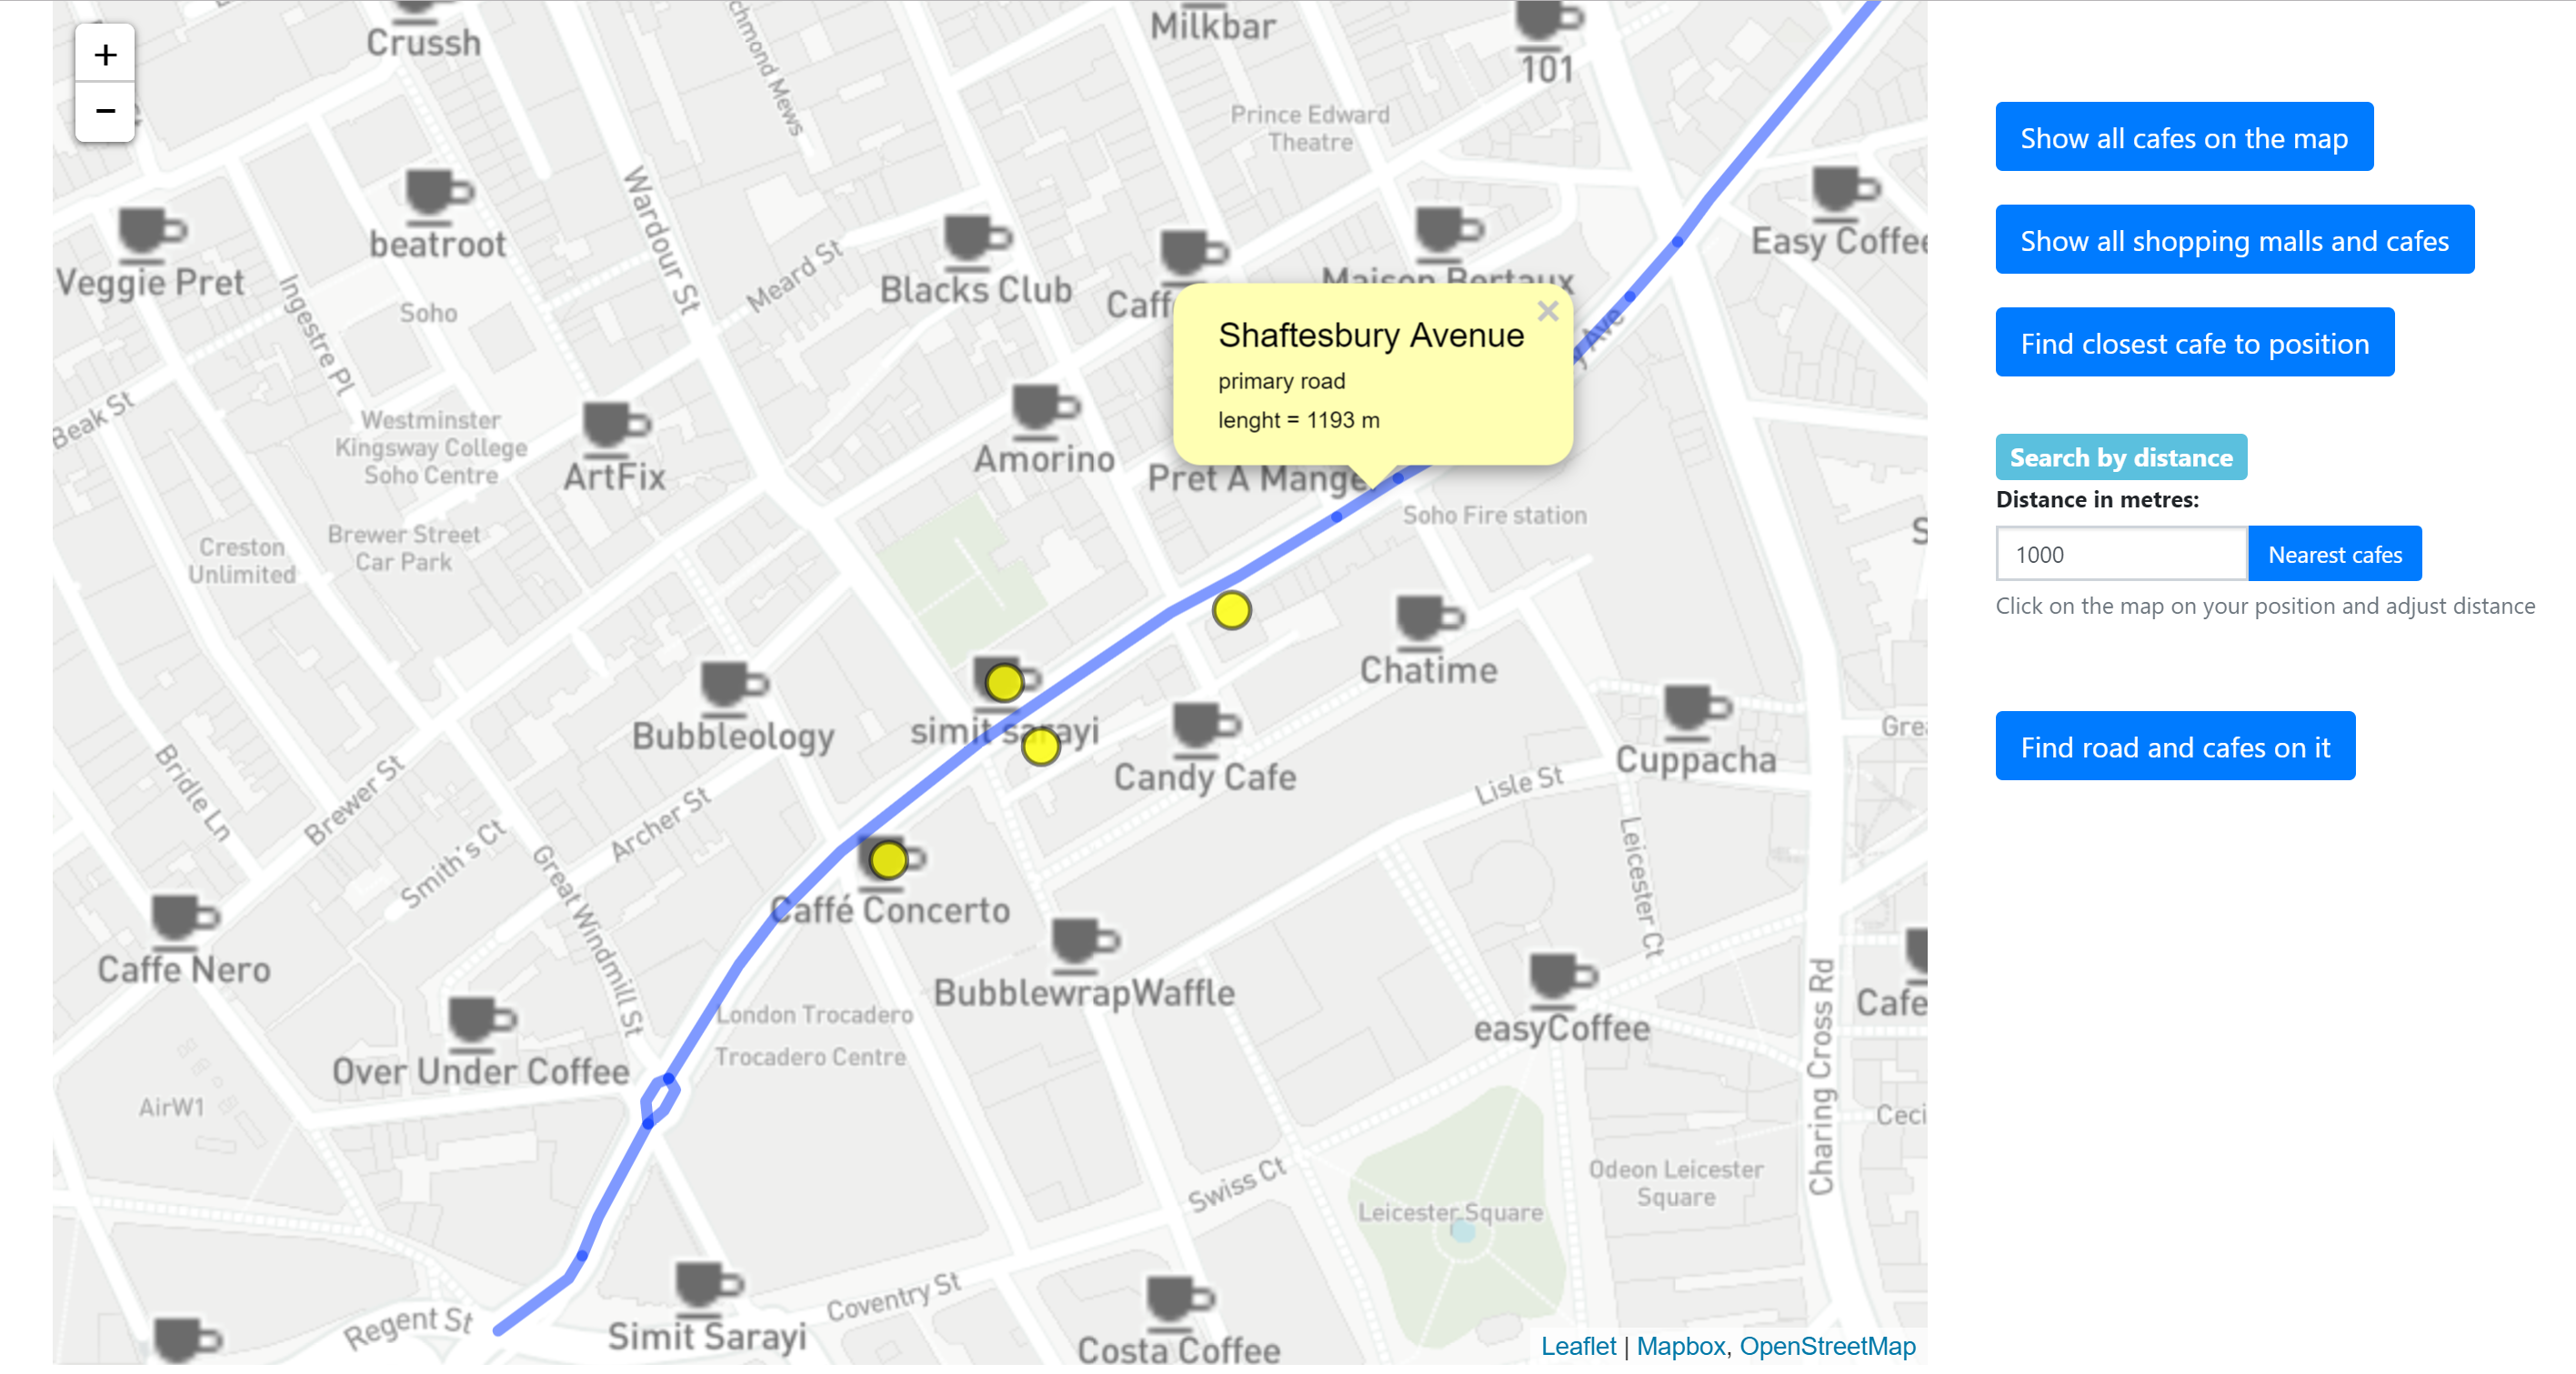 +
−
Crussh
chmond Mews
Milkbar
101
Prince Edward
Theatre
Wardour St
beatroot
Veggie Pret
Ingestre Pl
Soho
Meard St
Blacks Club
Caff
Maison Bertaux
Easy Coffee
Shaftesbury Avenue
×
primary road
lenght = 1193 m
Ave
Beak St
Westminster
Kingsway College
Soho Centre
ArtFix
Amorino
Pret A Mange
Soho Fire station
Creston
Unlimited
Brewer Street
Car Park
Chatime
Bubbleology
simit sarayi
Candy Cafe
Cuppacha
Grea
Lisle St
Bridle Ln
Brewer St
Smith's Ct
Archer St
Great Windmill St
Leicester Ct
Caffé Concerto
Caffe Nero
BubblewrapWaffle
London Trocadero
Trocadero Centre
easyCoffee
Cafe
Over Under Coffee
Charing Cross Rd
AirW1
Ceci
Swiss Ct
Odeon Leicester
Square
Leicester Square
Regent St
Simit Sarayi
Coventry St
Costa Coffee
Leaflet | Mapbox, OpenStreetMap
Show all cafes on the map
Show all shopping malls and cafes
Find closest cafe to position
Search by distance
Distance in metres:
1000
Nearest cafes
Click on the map on your position and adjust distance
Find road and cafes on it